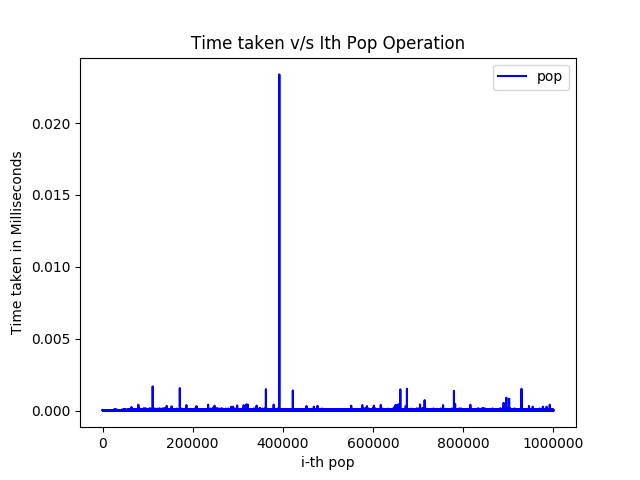 Time taken v/s Ith Pop Operation
pop
Time taken in Milliseconds
0.020
0.015
0.010
0.005
0.000
0 200000 400000 600000 800000 1000000
i-th pop